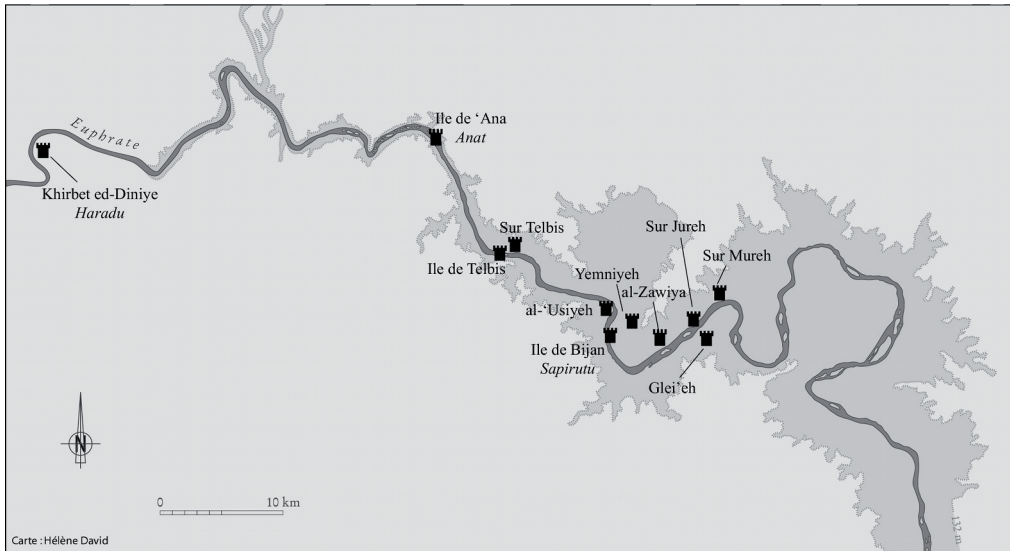 Euphrate
Ile de ‘Ana
Anat
Khirbet ed-Diniye
Haradu
Sur Telbis
Ile de Telbis
Sur Jureh
Sur Mureh
Yemniyeh
al-Zawiya
al-‘Usiyeh
Ile de Bijan
Sapirutu
Glei’eh
N
0 10 km
132 m
Carte : Hélène David